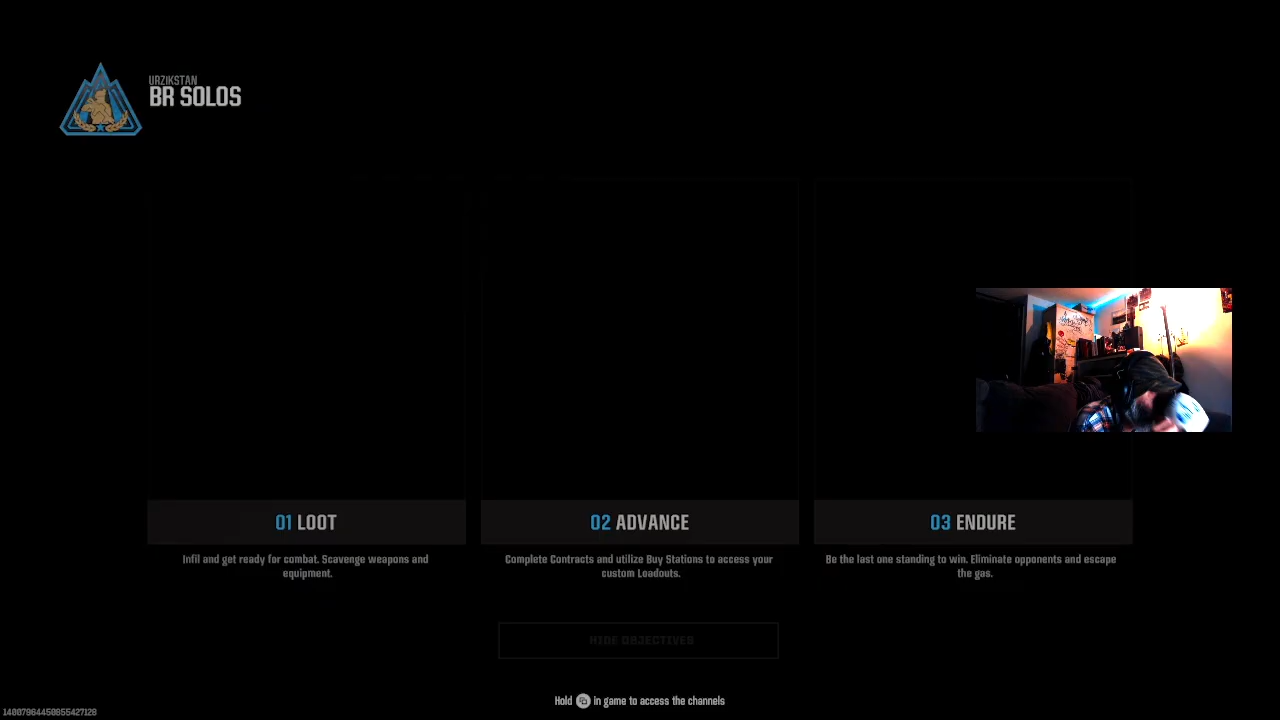 URZIKSTAN
BR SOLOS
01 LOOT
Infil and get ready for combat. Scavenge weapons and
equipment.
02 ADVANCE
Complete Contracts and utilize Buy Stations to access your
custom Loadouts.
03 ENDURE
Be the last one standing to win. Eliminate opponents and escape
the gas.
HIDE OBJECTIVES
Hold in game to access the channels
14007964450855427128